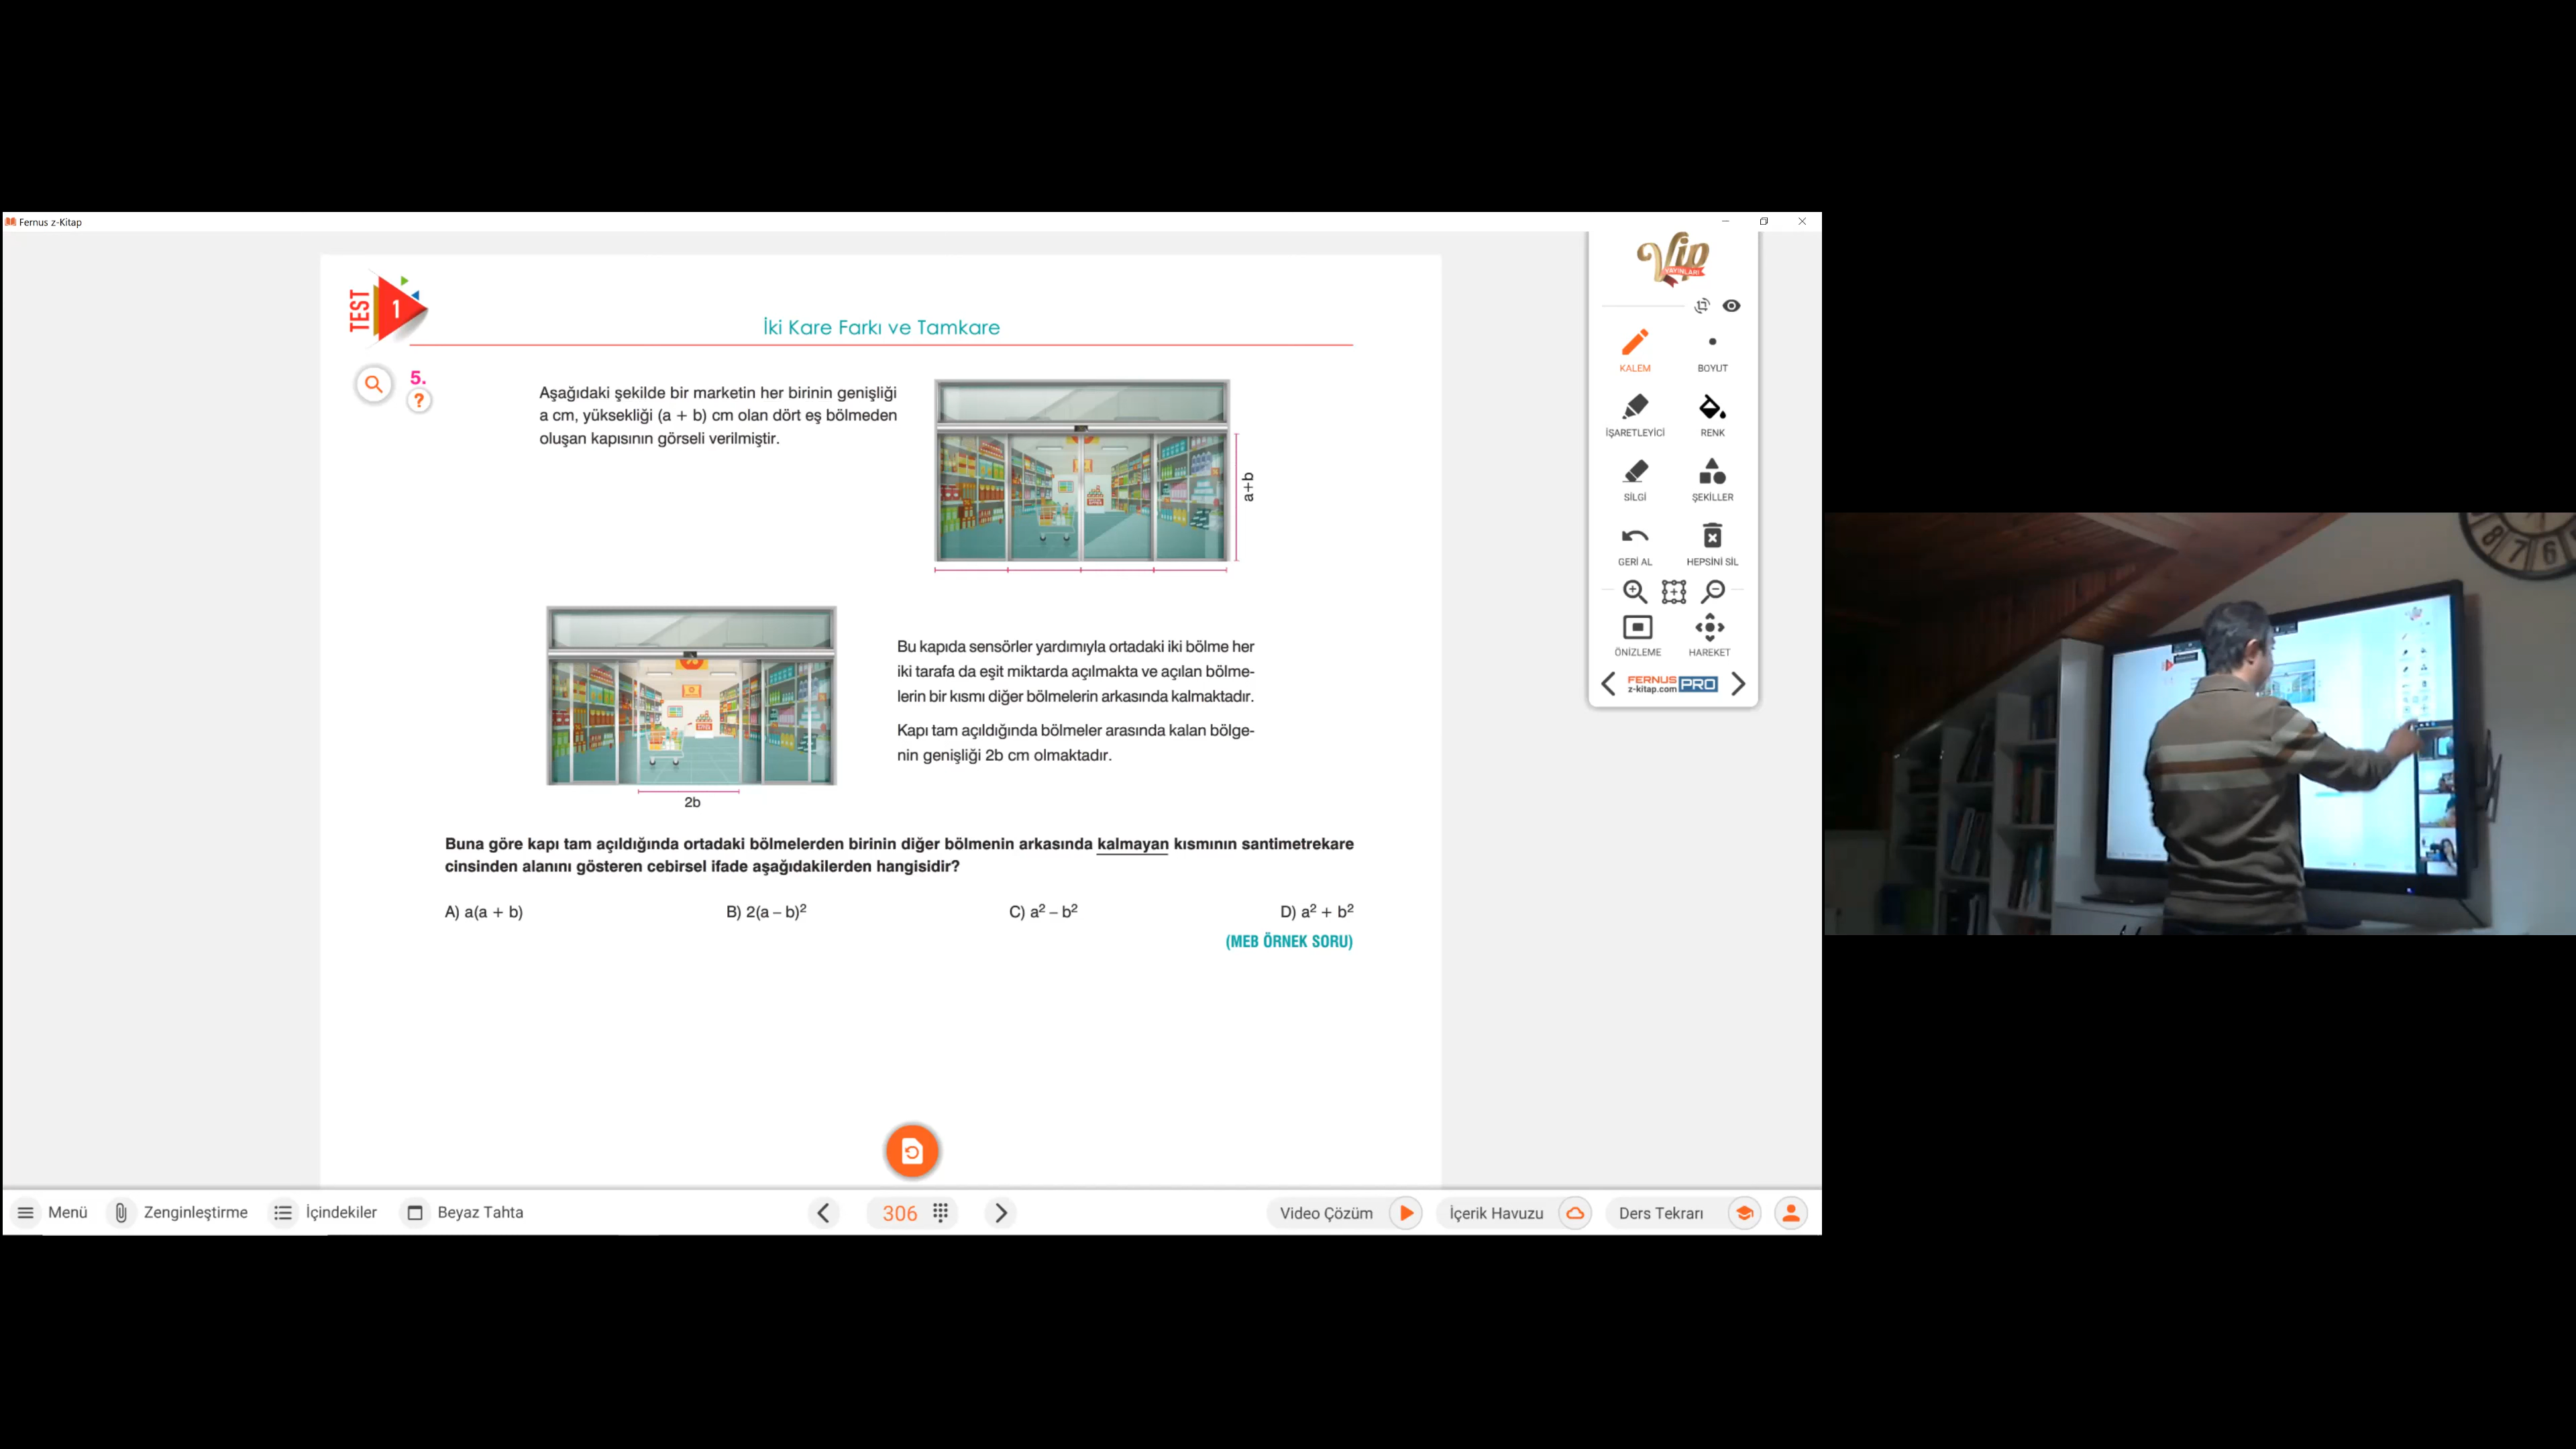 Fernus z-Kitap
Vip
YAYINLARI
TEST
1
İki Kare Farkı ve Tamkare
5.
?
Aşağıdaki şekilde bir marketin her birinin genişliği
a cm, yüksekliği (a + b) cm olan dört eş bölmeden
oluşan kapısının görseli verilmiştir.
a+b
Bu kapıda sensörler yardımıyla ortadaki iki bölme her
iki tarafa da eşit miktarda açılmakta ve açılan bölme-
lerin bir kısmı diğer bölmelerin arkasında kalmaktadır.
Kapı tam açıldığında bölmeler arasında kalan bölge-
nin genişliği 2b cm olmaktadır.
2b
Buna göre kapı tam açıldığında ortadaki bölmelerden birinin diğer bölmenin arkasında kalmayan kısmının santimetrekare
cinsinden alanını gösteren cebirsel ifade aşağıdakilerden hangisidir?
A) a(a + b) B) 2(a – b)² C) a² – b² D) a² + b²
(MEB ÖRNEK SORU)
KALEM BOYUT
İŞARETLEYİCİ RENK
SİLGİ ŞEKİLLER
GERİ AL HEPSİNİ SİL
ÖNİZLEME HAREKET
FERNUS
z-kitap.com PRO
8 7 6
Menü Zenginleştirme İçindekiler Beyaz Tahta 306 Video Çözüm İçerik Havuzu Ders Tekrarı